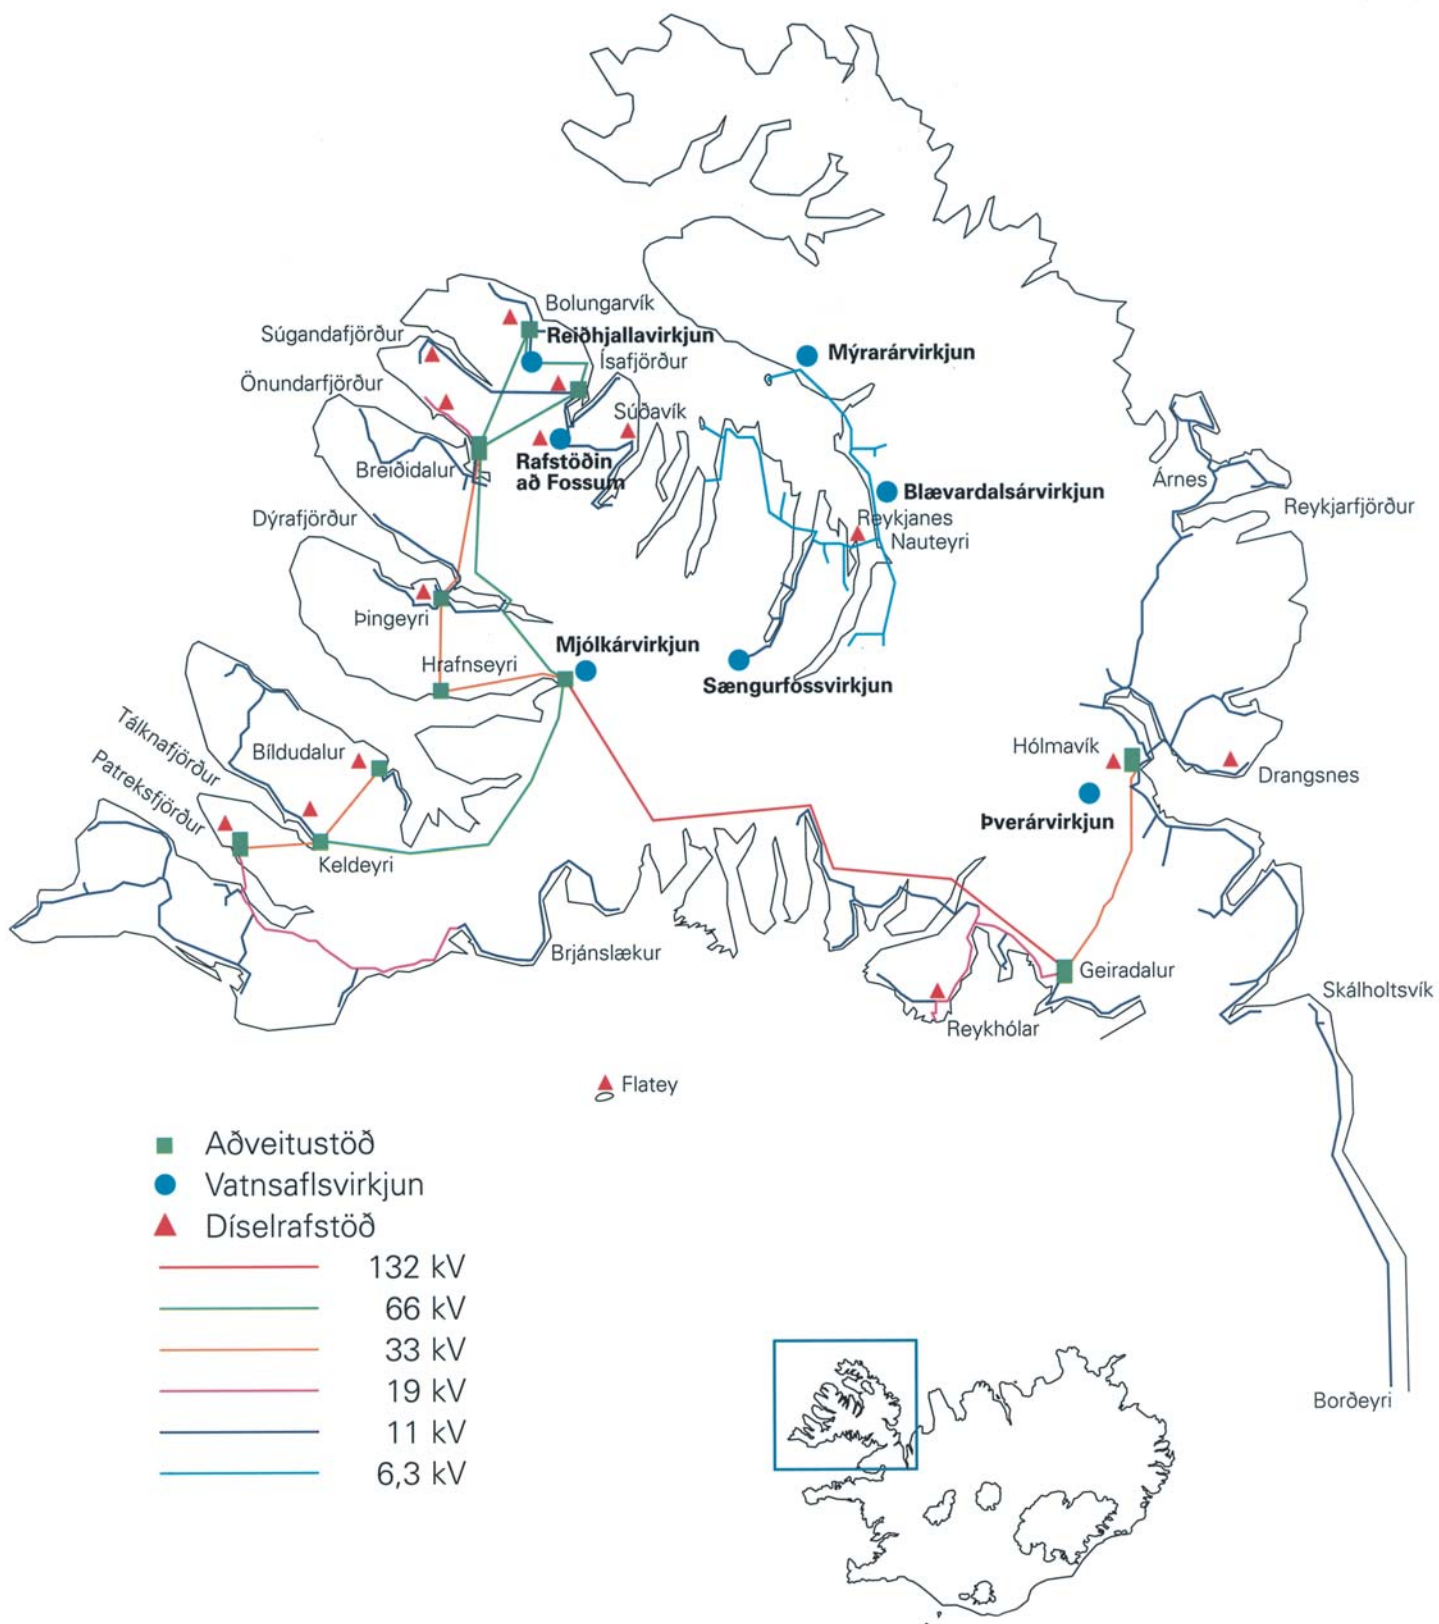 Bolungarvík
Reiðhjallavirkjun
Súgandafjörður
Ísafjörður
Mýrarárvirkjun
Önundarfjörður
Súðavík
Breiðidalur
Rafstöðin
að Fossum
Árnes
Blævardalsárvirkjun
Reykjarfjörður
Dýrafjörður
Reykjanes
Nauteyri
Þingeyri
Mjólkárvirkjun
Hrafnseyri
Sængurfossvirkjun
Tálknafjörður
Bíldudalur
Hólmavík
Patreksfjörður
Drangsnes
Þverárvirkjun
Keldeyri
Brjánslækur
Geiradalur
Skálholtsvík
Reykhólar
Flatey
Aðveitustöð
Vatnsaflsvirkjun
Díselrafstöð
132 kV
66 kV
33 kV
19 kV
11 kV
6,3 kV
Borðeyri